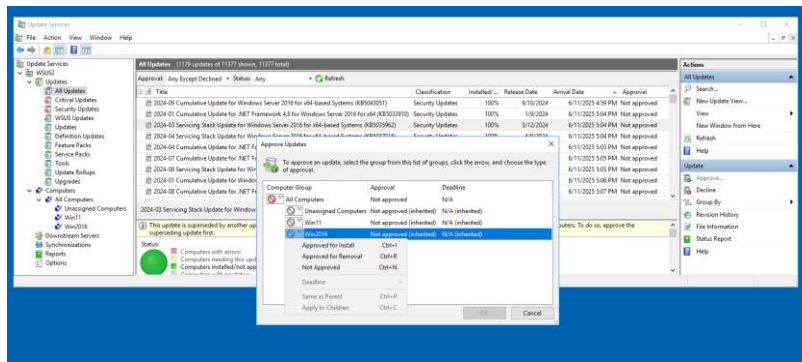 Update Services
File Action View Window Help
Update Services
WSUS2
Updates
All Updates
Critical Updates
Security Updates
WSUS Updates
Updates
Definition Updates
Feature Packs
Service Packs
Tools
Update Rollups
Upgrades
Computers
All Computers
Unassigned Computers
Win11
Win2016
Downstream Servers
Synchronizations
Reports
Options
All Updates (1179 updates of 11377 shown, 11377 total)
Approval: Any Except Declined Status: Any Refresh
Title Classification Installed/... Release Date Arrival Date Approval
2024-09 Cumulative Update for Windows Server 2016 for x64-based Systems (KB5043051) Security Updates 100% 9/10/2024 6/11/2025 4:59 PM Not approved
2024-01 Cumulative Update for .NET Framework 4.8 for Windows Server 2016 for x64 (KB5033910) Security Updates 100% 1/9/2024 6/11/2025 5:04 PM Not approved
2024-03 Servicing Stack Update for Windows Server 2016 for x64-based Systems (KB5035962) Security Updates 100% 3/12/2024 6/11/2025 5:04 PM Not approved
2024-04 Servicing Stack Update for Windows Server 2016 for x64-based Systems 6/11/2025 5:04 PM Not approved
2024-04 Cumulative Update for .NET F 6/11/2025 5:03 PM Not approved
2024-07 Cumulative Update for .NET F 6/11/2025 5:05 PM Not approved
2024-08 Servicing Stack Update for Win 6/11/2025 5:05 PM Not approved
2024-01 Cumulative Update for Window 6/11/2025 5:05 PM Not approved
2024-08 Cumulative Update for .NET F 6/11/2025 5:07 PM Not approved
2024-03 Servicing Stack Update for Window
This update is superseded by another up
superseding update first.
puters. To do so, approve the
Status:
Computers with errors:
Computers needing this upd
Computers installed/not app
Approve Updates
To approve an update, select the group from this list of groups, click the arrow, and choose the type
of approval.
Computer Group Approval Deadline
All Computers Not approved N/A
Unassigned Computers Not approved (inherited) N/A (inherited)
Win11 Not approved (inherited) N/A (inherited)
Win2016 Not approved (inherited) N/A (inherited)
Approved for Install Ctrl+I
Approved for Removal Ctrl+R
Not Approved Ctrl+N
Deadline
Same as Parent Ctrl+P
Apply to Children Ctrl+C
OK Cancel
Actions
All Updates
Search...
New Update View...
View
New Window from Here
Refresh
Help
Update
Approve...
Decline
Group By
Revision History
File Information
Status Report
Help